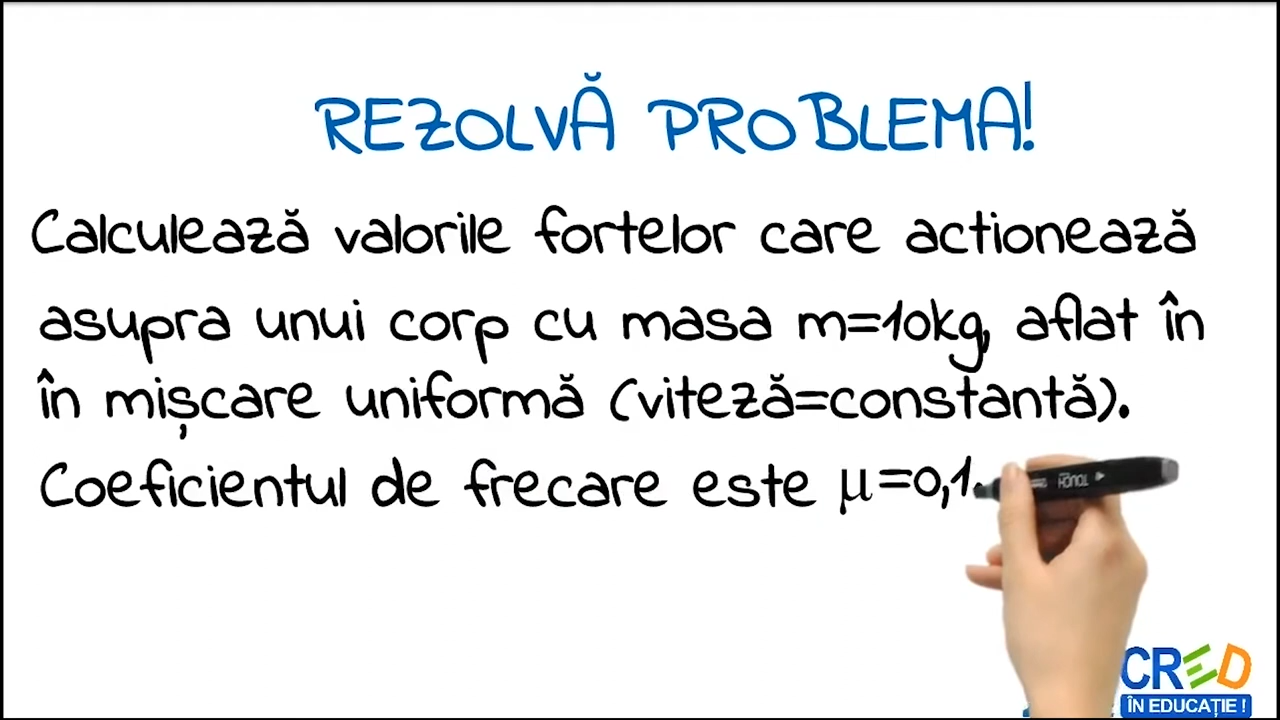 REZOLVĂ PROBLEMA!
Calculează valorile fortelor care actionează
asupra unui corp cu masa m=10kg, aflat în
în mișcare uniformă (viteză=constantă).
Coeficientul de frecare este μ=0,1.
TOUCH
CRED
ÎN EDUCAȚIE!